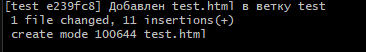 [test e239fc8] Добавлен test.html в ветку test
1 file changed, 11 insertions(+)
create mode 100644 test.html